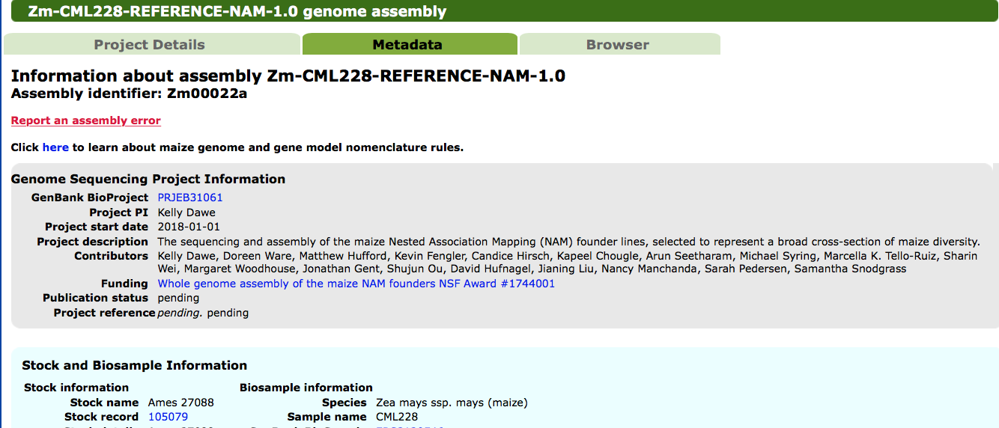 Zm-CML228-REFERENCE-NAM-1.0 genome assembly
Project Details
Metadata
Browser
Information about assembly Zm-CML228-REFERENCE-NAM-1.0
Assembly identifier: Zm00022a
Report an assembly error
Click here to learn about maize genome and gene model nomenclature rules.
Genome Sequencing Project Information
GenBank BioProject PRJEB31061
Project PI Kelly Dawe
Project start date 2018-01-01
Project description The sequencing and assembly of the maize Nested Association Mapping (NAM) founder lines, selected to represent a broad cross-section of maize diversity.
Contributors Kelly Dawe, Doreen Ware, Matthew Hufford, Kevin Fengler, Candice Hirsch, Kapeel Chougle, Arun Seetharam, Michael Syring, Marcella K. Tello-Ruiz, Sharin
Wei, Margaret Woodhouse, Jonathan Gent, Shujun Ou, David Hufnagel, Jianing Liu, Nancy Manchanda, Sarah Pedersen, Samantha Snodgrass
Funding Whole genome assembly of the maize NAM founders NSF Award #1744001
Publication status pending
Project reference pending. pending
Stock and Biosample Information
Stock information Biosample information
Stock name Ames 27088 Species Zea mays ssp. mays (maize)
Stock record 105079 Sample name CML228